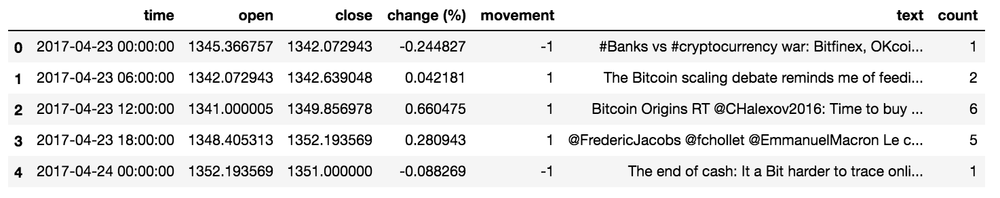 time open close change (%) movement text count
0 2017-04-23 00:00:00 1345.366757 1342.072943 -0.244827 -1 #Banks vs #cryptocurrency war: Bitfinex, OKcoi... 1
1 2017-04-23 06:00:00 1342.072943 1342.639048 0.042181 1 The Bitcoin scaling debate reminds me of feedi... 2
2 2017-04-23 12:00:00 1341.000005 1349.856978 0.660475 1 Bitcoin Origins RT @CHalexov2016: Time to buy ... 6
3 2017-04-23 18:00:00 1348.405313 1352.193569 0.280943 1 @FredericJacobs @fchollet @EmmanuelMacron Le c... 5
4 2017-04-24 00:00:00 1352.193569 1351.000000 -0.088269 -1 The end of cash: It a Bit harder to trace onli... 1